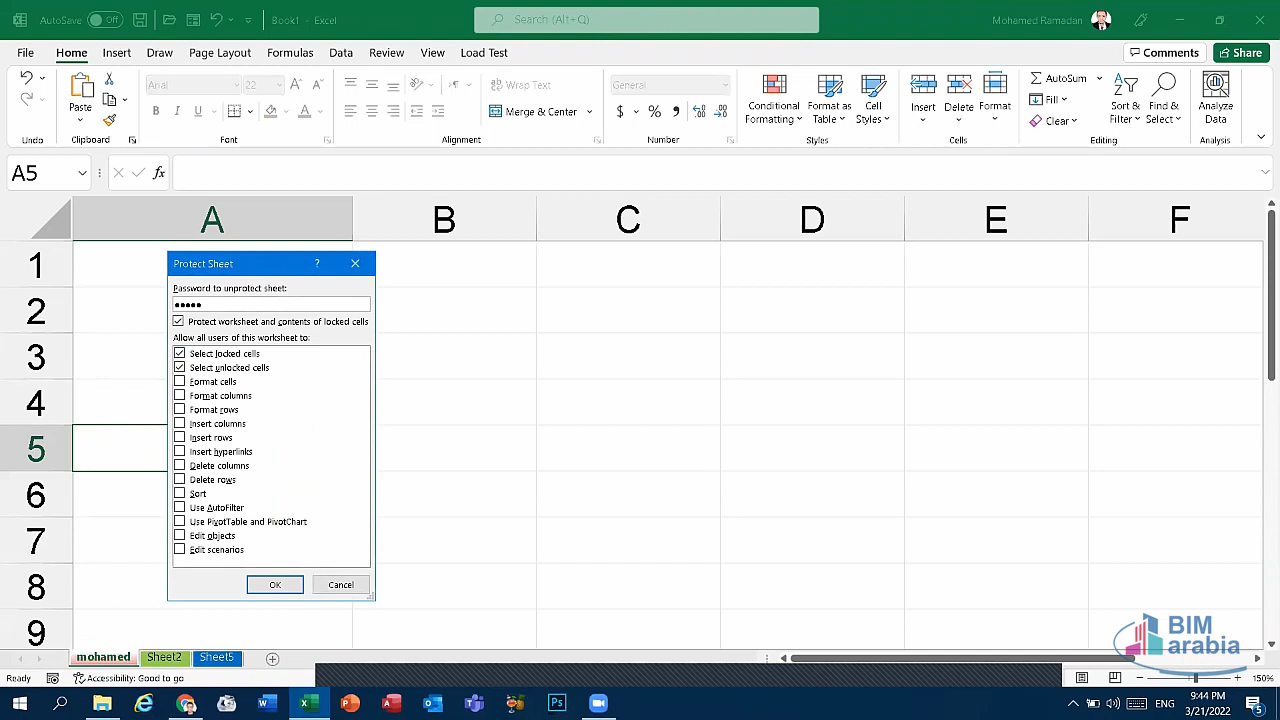 AutoSave Off Book1 - Excel Search (Alt+Q) Mohamed Ramadan
File Home Insert Draw Page Layout Formulas Data Review View Load Test Comments Share
Paste
Arial 22
B I U A
Wrap Text
Merge & Center
General
$ % ,
Conditional Formatting
Format as Table
Cell Styles
Insert Delete Format
AutoSum
Fill
Clear
Sort & Filter
Find & Select
Analyze Data
Undo Clipboard Font Alignment Number Styles Cells Editing Analysis
A5 fx
A B C D E F
1
2
3
4
5
6
7
8
9
Protect Sheet ?
Password to unprotect sheet:
●●●●●
Protect worksheet and contents of locked cells
Allow all users of this worksheet to:
Select locked cells
Select unlocked cells
Format cells
Format columns
Format rows
Insert columns
Insert rows
Insert hyperlinks
Delete columns
Delete rows
Sort
Use AutoFilter
Use PivotTable and PivotChart
Edit objects
Edit scenarios
OK Cancel
BIM
arabia
mohamed Sheet2 Sheet5
Ready Accessibility: Good to go 150%
ENG
9:44 PM
3/21/2022
5